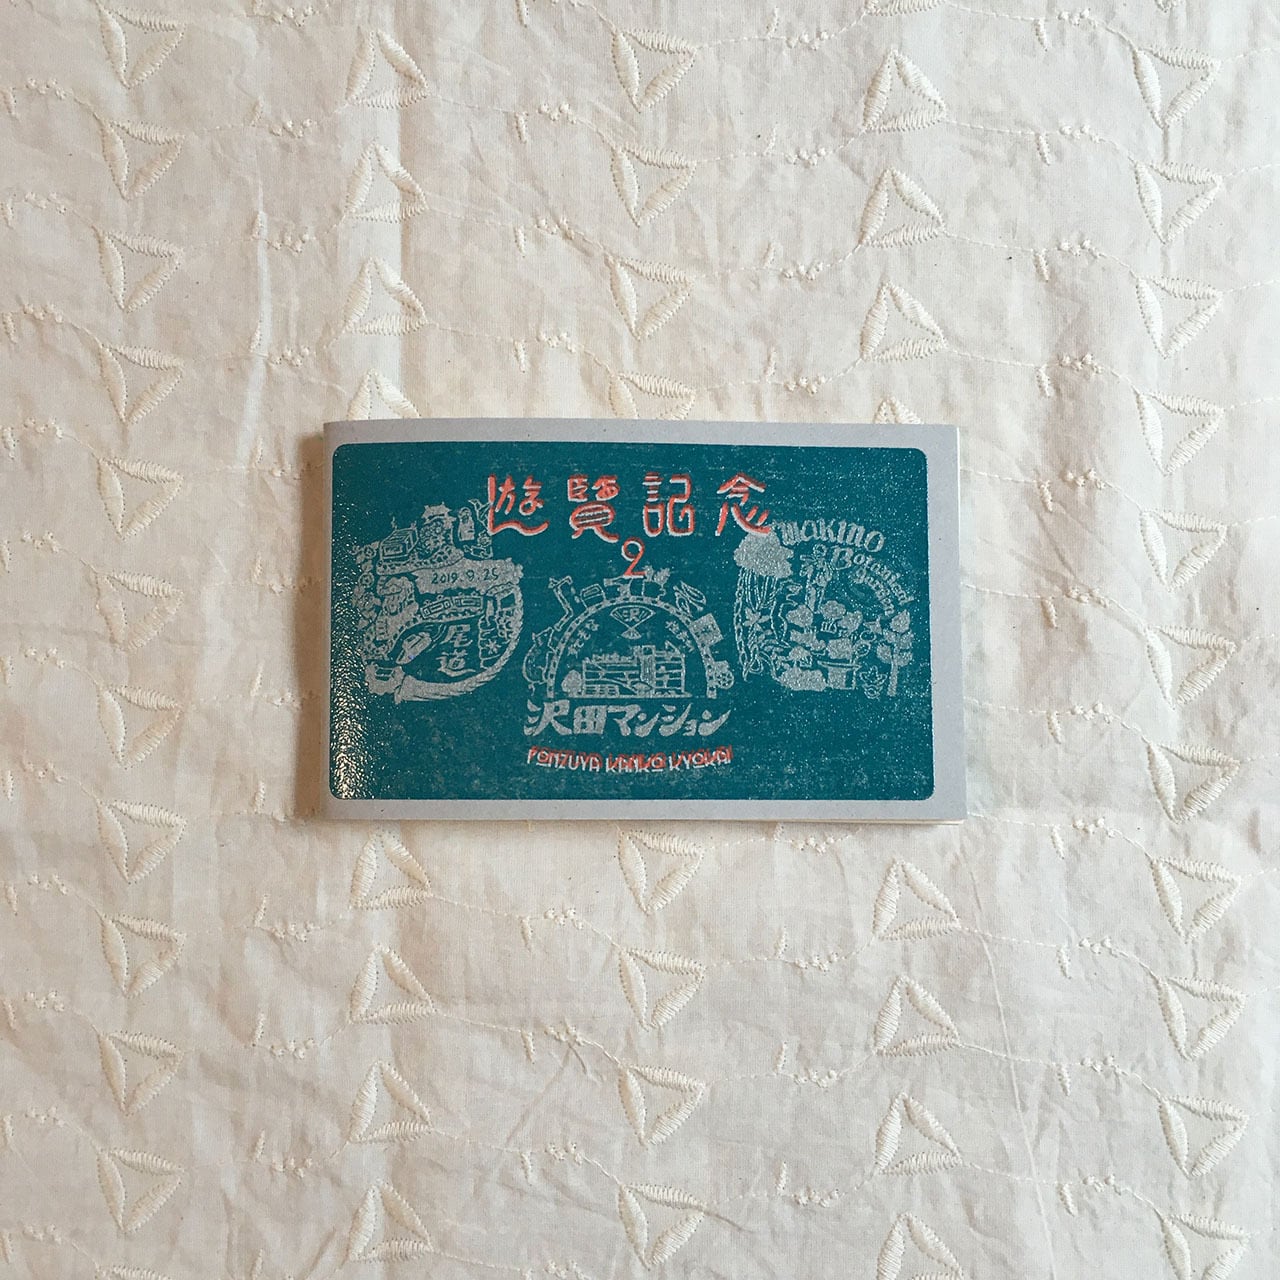 遊覧記念
2
2019.9.25
尾道
MAKINO
Botanical
garden
沢田マンション
PONZUYA KANKO KYOKAI